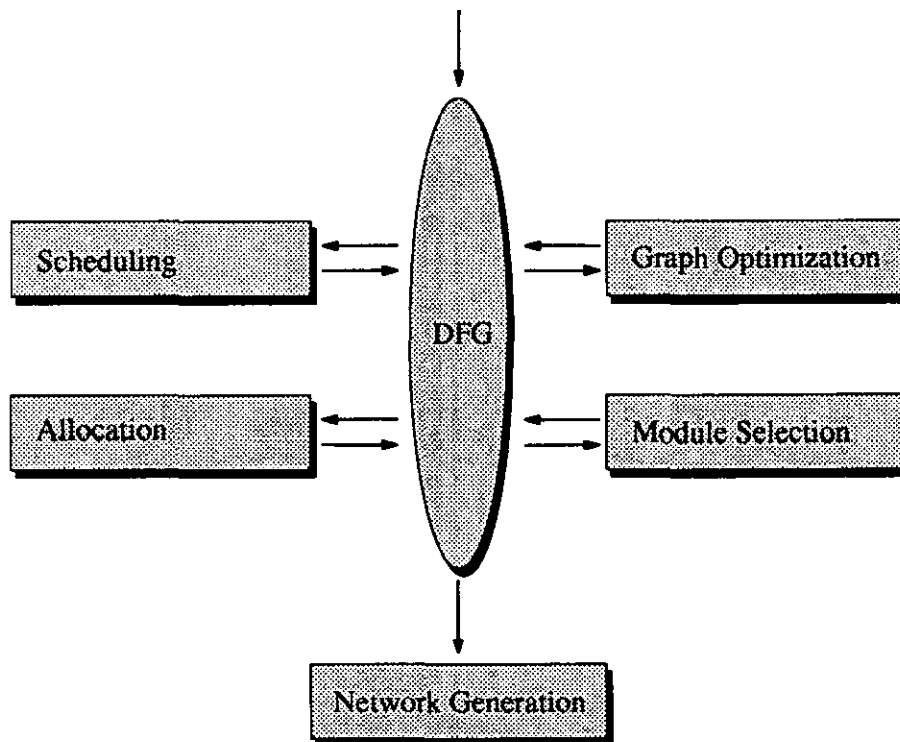 Scheduling
Graph Optimization
DFG
Allocation
Module Selection
Network Generation